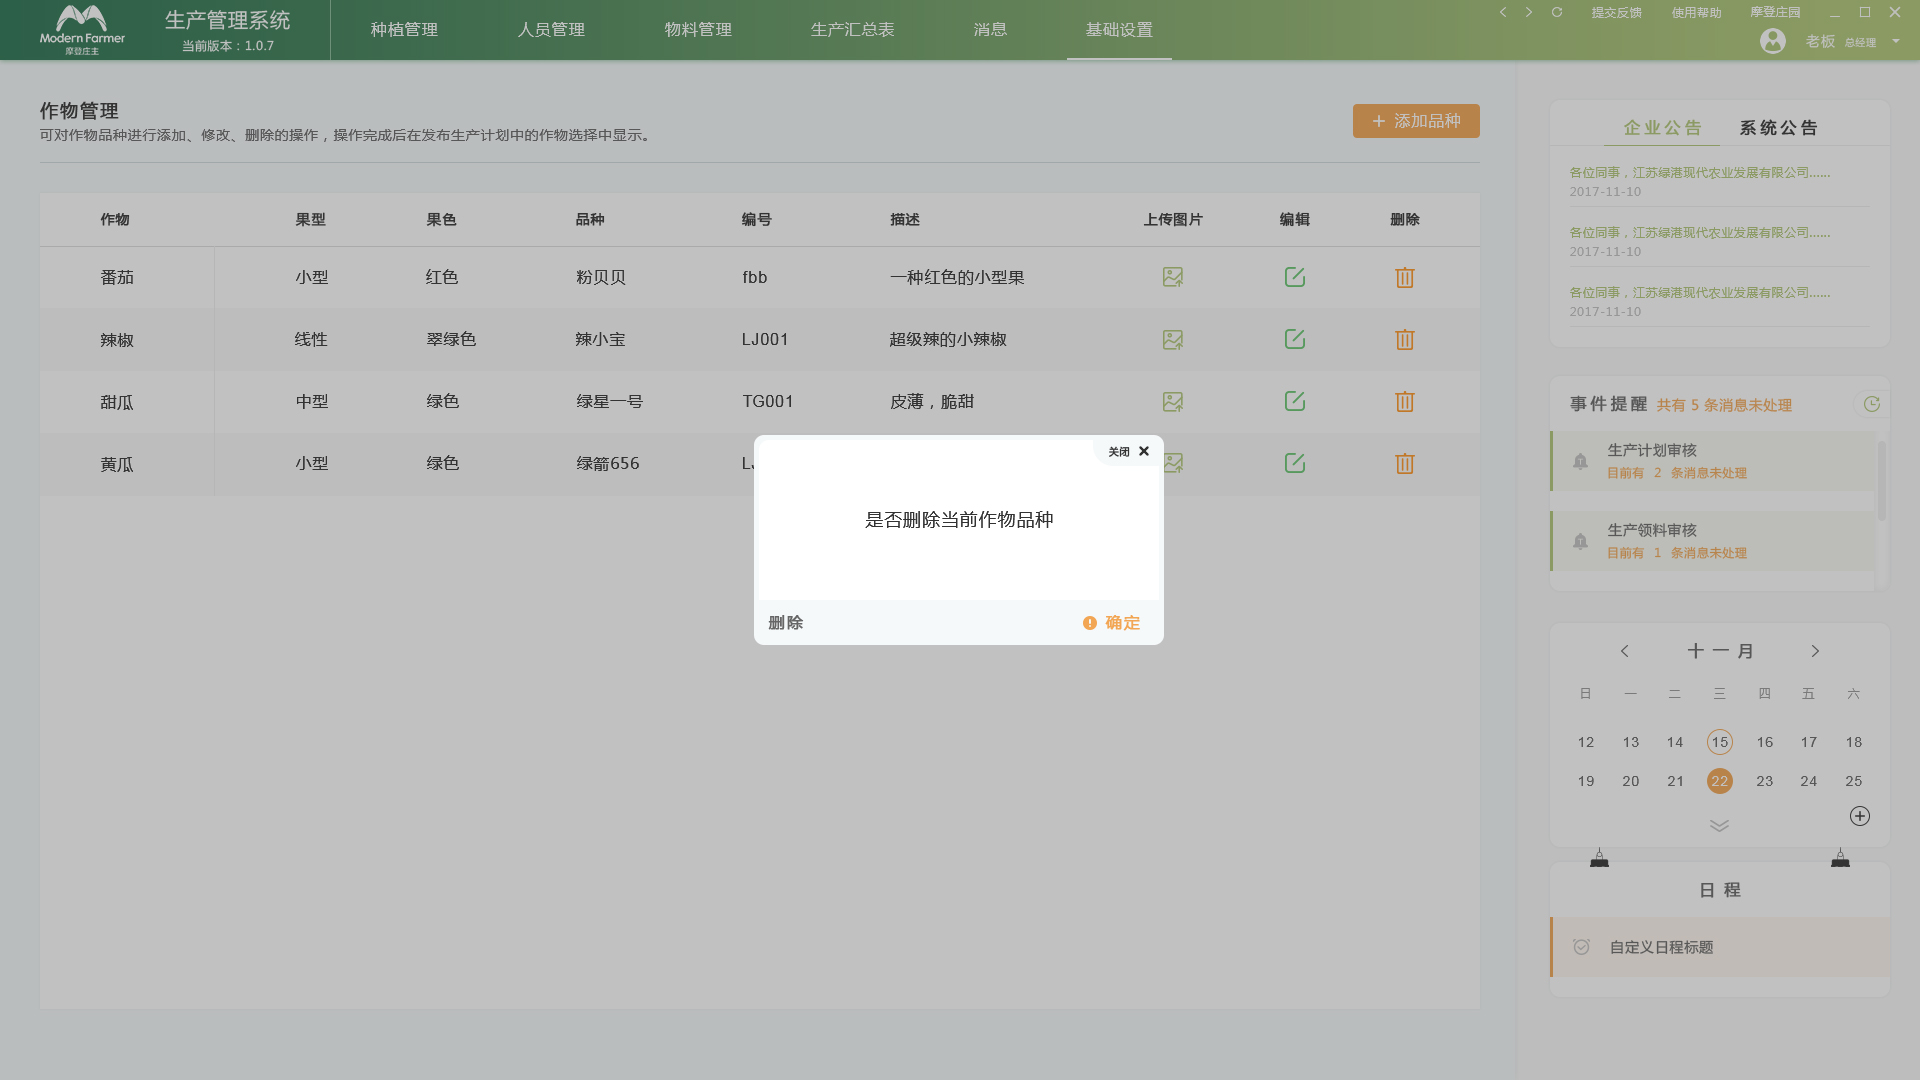 Modern Farmer
摩登庄主
生产管理系统
当前版本：1.0.7
种植管理
人员管理
物料管理
生产汇总表
消息
基础设置
提交反馈
使用帮助
摩登庄园
老板 总经理
作物管理
可对作物品种进行添加、修改、删除的操作，操作完成后在发布生产计划中的作物选择中显示。
添加品种
作物 果型 果色 品种 编号 描述 上传图片 编辑 删除
番茄 小型 红色 粉贝贝 fbb 一种红色的小型果
辣椒 线性 翠绿色 辣小宝 LJ001 超级辣的小辣椒
甜瓜 中型 绿色 绿星一号 TG001 皮薄，脆甜
黄瓜 小型 绿色 绿箭656
关闭
是否删除当前作物品种
删除
确定
企业公告 系统公告
各位同事，江苏绿港现代农业发展有限公司......
2017-11-10
各位同事，江苏绿港现代农业发展有限公司......
2017-11-10
各位同事，江苏绿港现代农业发展有限公司......
2017-11-10
事件提醒 共有 5 条消息未处理
生产计划审核
目前有 2 条消息未处理
生产领料审核
目前有 1 条消息未处理
十一月
日 一 二 三 四 五 六
12 13 14 15 16 17 18
19 20 21 22 23 24 25
日程
自定义日程标题